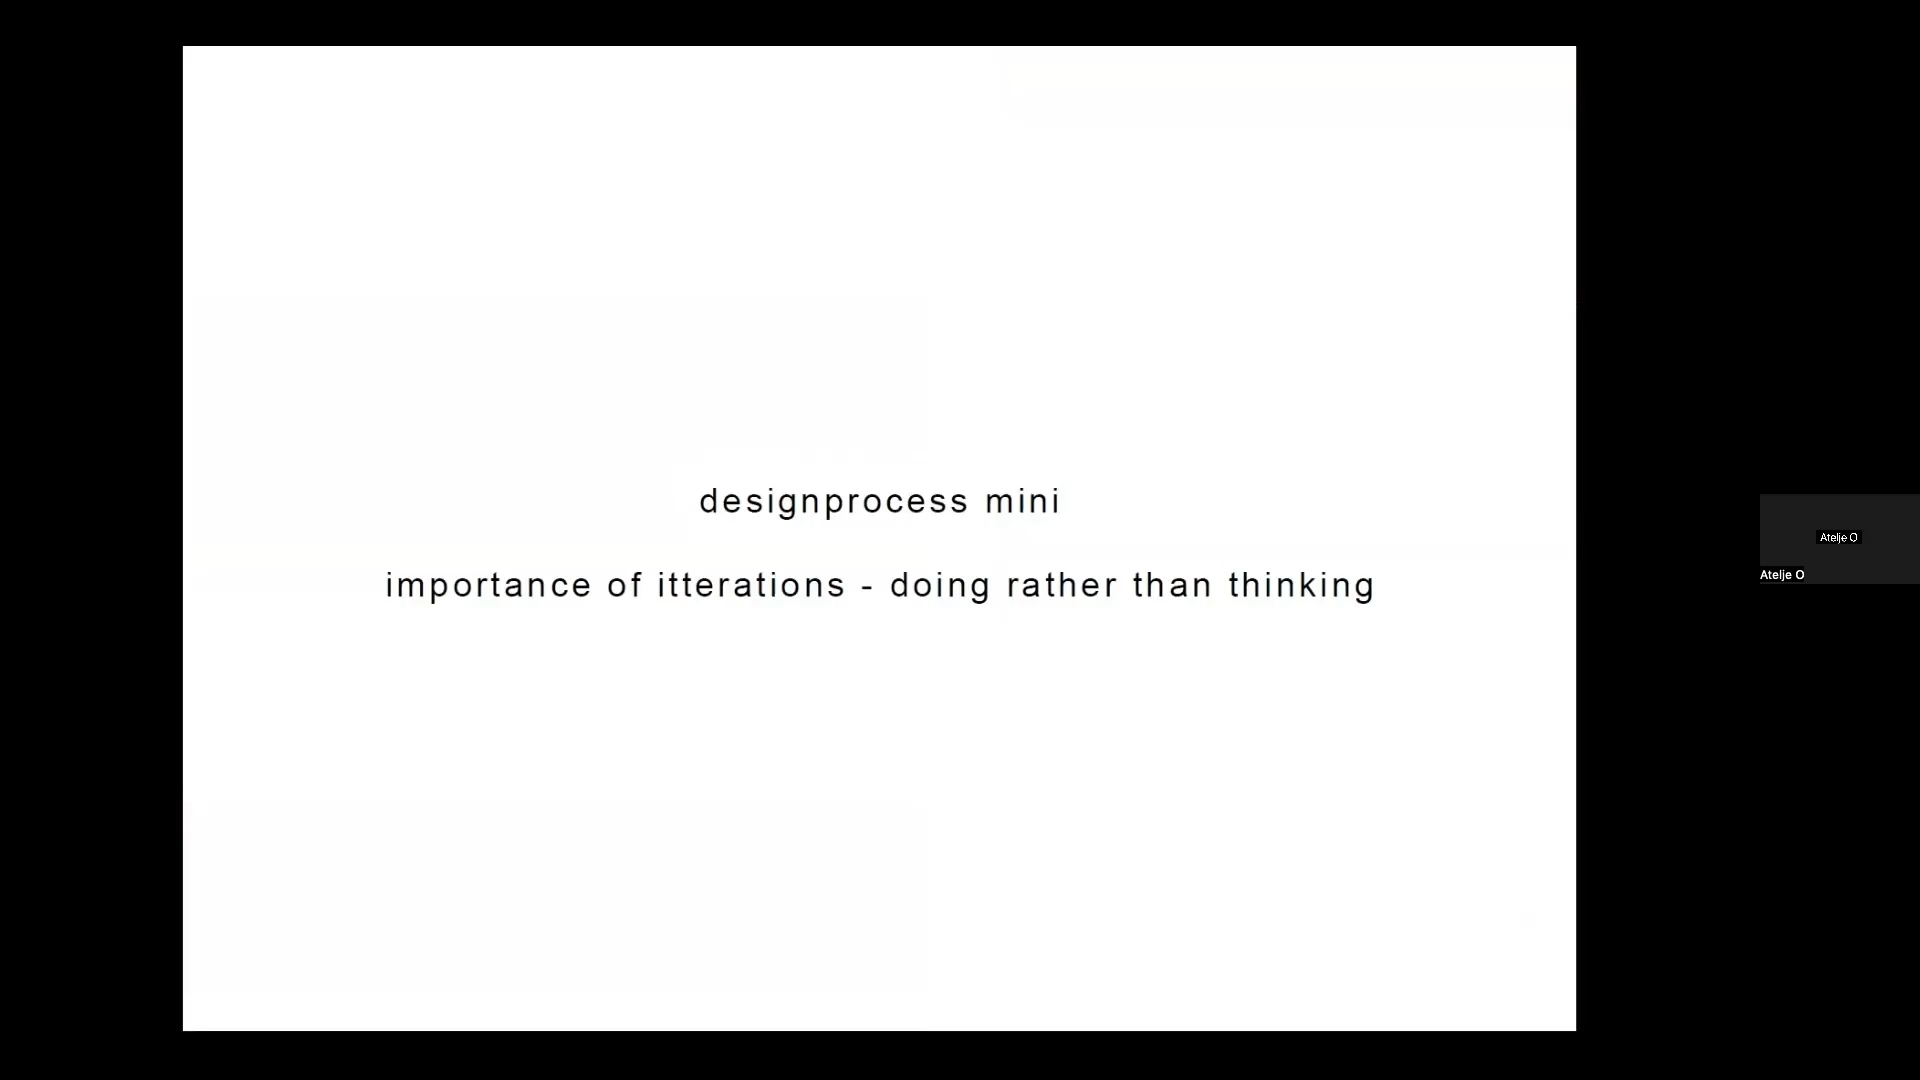 designprocess mini
importance of itterations - doing rather than thinking
Atelje O
Atelje O